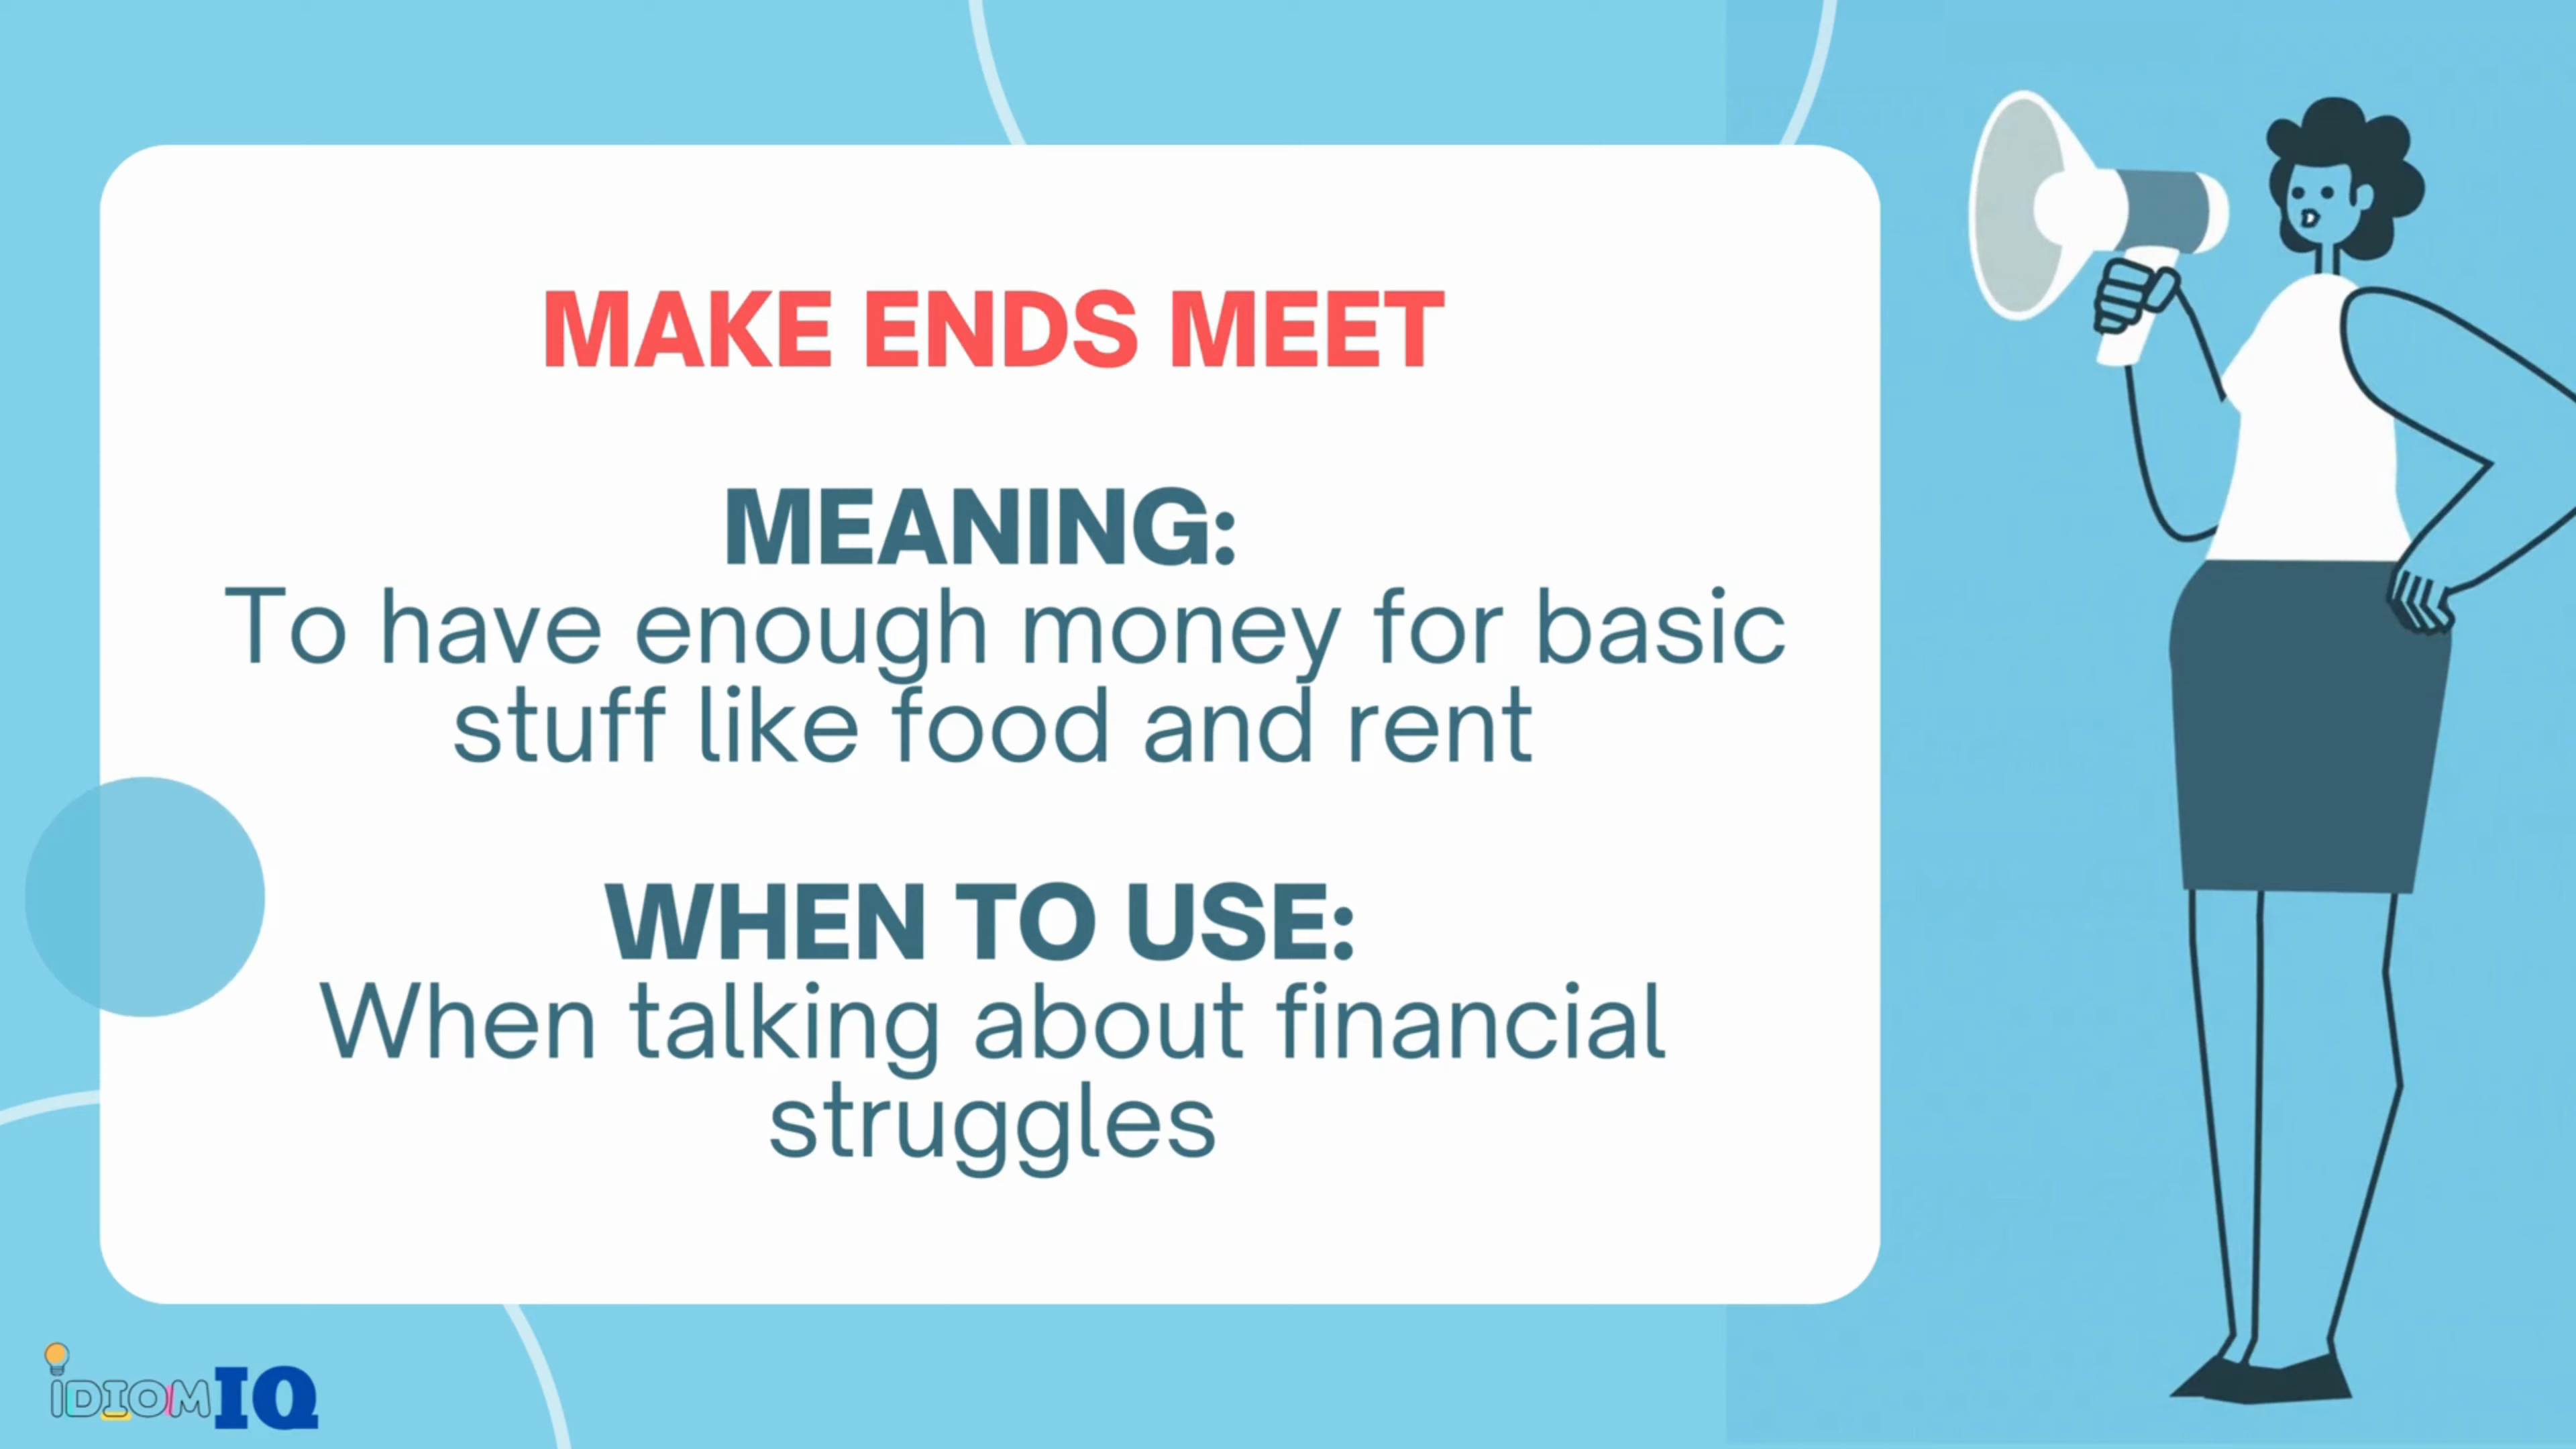 MAKE ENDS MEET
MEANING:
To have enough money for basic
stuff like food and rent
WHEN TO USE:
When talking about financial
struggles
iDIOMIQ